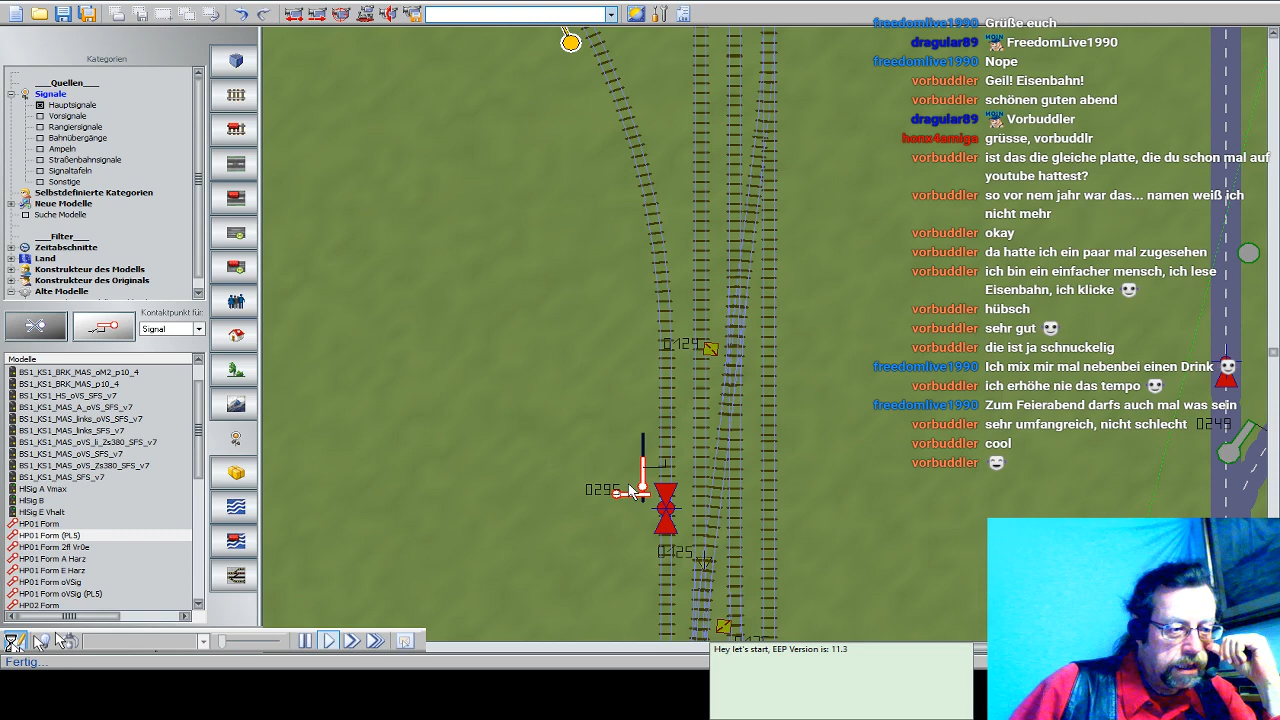 Kategorien
___Quellen___
Signale
Hauptsignale
Vorsignale
Rangiersignale
Bahnübergänge
Ampeln
Straßenbahnsignale
Signaltafeln
Sonstige
Selbstdefinierte Kategorien
Neue Modelle
Suche Modelle
___Filter___
Zeitabschnitte
Land
Konstrukteure des Modells
Konstrukteure des Originals
Alte Modelle
Kontaktpunkt für:
Signal
Modelle
BS1_KS1_BRK_MAS_oM2_p10_4
BS1_KS1_BRK_MAS_p10_4
BS1_KS1_HS_oVS_SFS_v7
BS1_KS1_MAS_A_oVS_SFS_v7
BS1_KS1_MAS_links_oVS_SFS_v7
BS1_KS1_MAS_links_SFS_v7
BS1_KS1_MAS_oVS_li_Zs380_SFS_v7
BS1_KS1_MAS_oVS_SFS_v7
BS1_KS1_MAS_oVS_Zs380_SFS_v7
BS1_KS1_MAS_SFS_v7
HlSig A Vmax
HlSig B
HlSig E Vhalt
HP01 Form
HP01 Form (PL5)
HP01 Form 2fl Vr0e
HP01 Form A Harz
HP01 Form E Harz
HP01 Form oVSig
HP01 Form oVSig (PL5)
HP02 Form
Fertig...
0129
0295
0125
0249
Hey let's start, EEP Version is: 11.3
freedomlive1990 Grüße euch
dragular89 MOIN FreedomLive1990
freedomlive1990 Nope
vorbuddler Geil! Eisenbahn!
vorbuddler schönen guten abend
dragular89 MOIN Vorbuddler
honx4amiga grüsse, vorbuddlr
vorbuddler ist das die gleiche platte, die du schon mal auf
youtube hattest?
vorbuddler so vor nem jahr war das... namen weiß ich
nicht mehr
vorbuddler okay
vorbuddler da hatte ich ein paar mal zugesehen
vorbuddler ich bin ein einfacher mensch, ich lese
Eisenbahn, ich klicke
vorbuddler hübsch
vorbuddler sehr gut
vorbuddler die ist ja schnuckelig
freedomlive1990 Ich mix mir mal nebenbei einen Drink
vorbuddler ich erhöhe nie das tempo
freedomlive1990 Zum Feierabend darfs auch mal was sein
vorbuddler sehr umfangreich, nicht schlecht
vorbuddler cool
vorbuddler